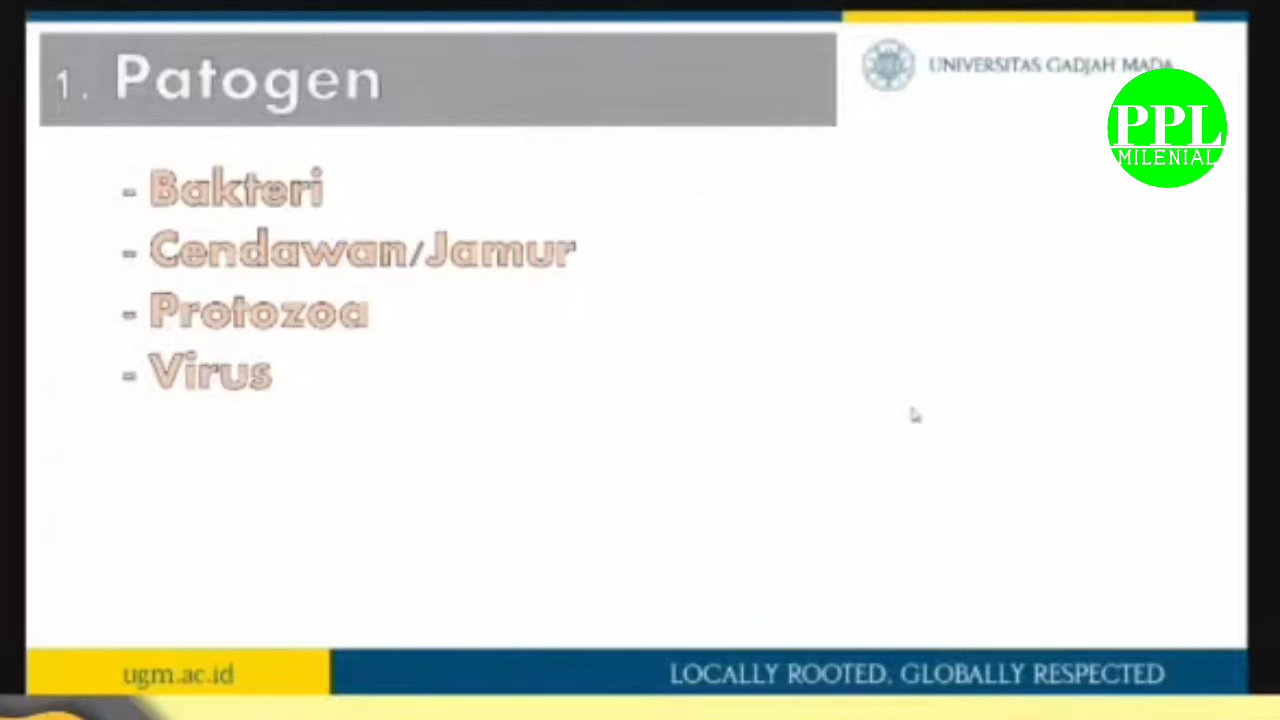 1. Patogen
UNIVERSITAS GADJAH MADA
PPL
MILENIAL
- Bakteri
- Cendawan/Jamur
- Protozoa
- Virus
ugm.ac.id
LOCALLY ROOTED, GLOBALLY RESPECTED